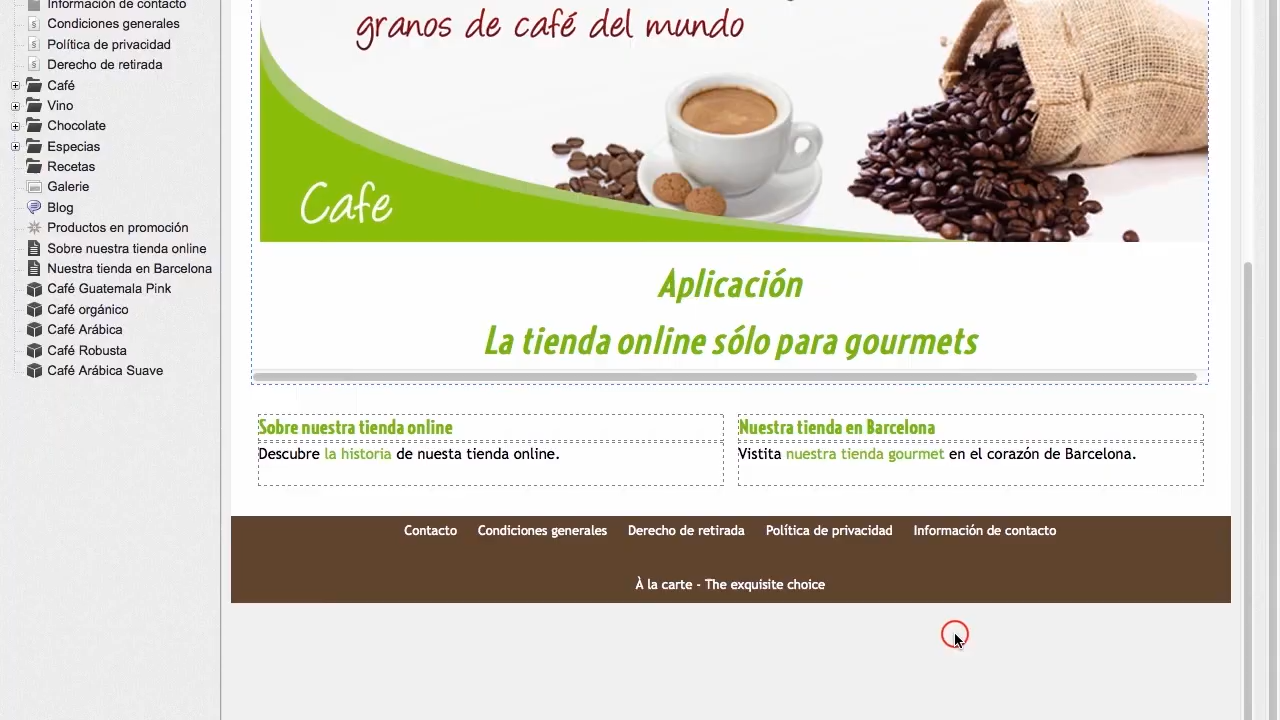 Información de contacto
Condiciones generales
Política de privacidad
Derecho de retirada
Café
Vino
Chocolate
Especias
Recetas
Galerie
Blog
Productos en promoción
Sobre nuestra tienda online
Nuestra tienda en Barcelona
Café Guatemala Pink
Café orgánico
Café Arábica
Café Robusta
Café Arábica Suave
granos de café del mundo
Cafe
Aplicación
La tienda online sólo para gourmets
Sobre nuestra tienda online
Descubre la historia de nuesta tienda online.
Nuestra tienda en Barcelona
Vistita nuestra tienda gourmet en el corazón de Barcelona.
Contacto Condiciones generales Derecho de retirada Política de privacidad Información de contacto
À la carte - The exquisite choice